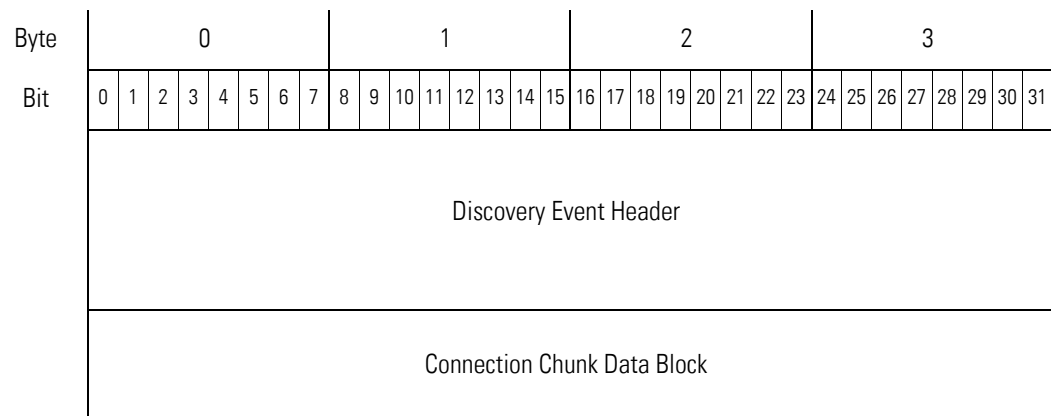 Byte 0 1 2 3
Bit 0 1 2 3 4 5 6 7 8 9 10 11 12 13 14 15 16 17 18 19 20 21 22 23 24 25 26 27 28 29 30 31
Discovery Event Header
Connection Chunk Data Block